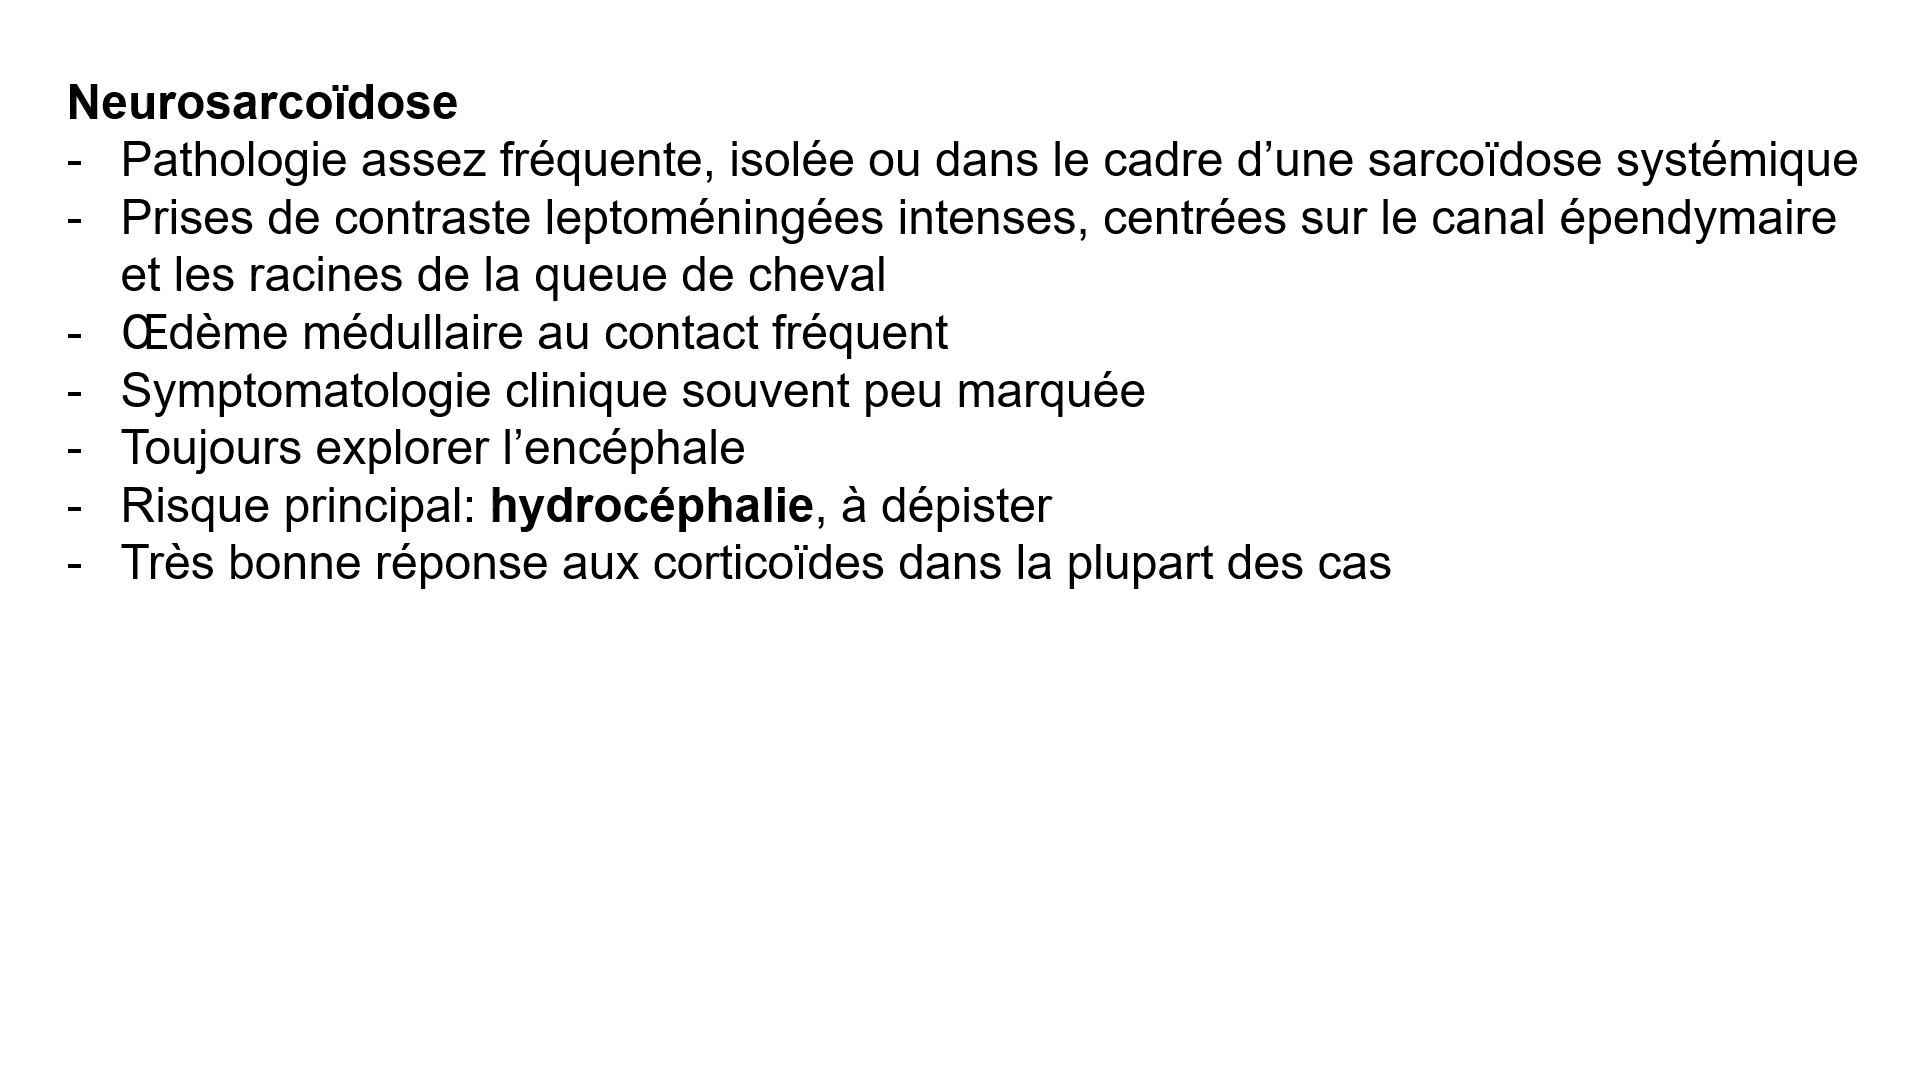 Neurosarcoïdose
- Pathologie assez fréquente, isolée ou dans le cadre d’une sarcoïdose systémique
- Prises de contraste leptoméningées intenses, centrées sur le canal épendymaire
et les racines de la queue de cheval
- Œdème médullaire au contact fréquent
- Symptomatologie clinique souvent peu marquée
- Toujours explorer l’encéphale
- Risque principal: hydrocéphalie, à dépister
- Très bonne réponse aux corticoïdes dans la plupart des cas